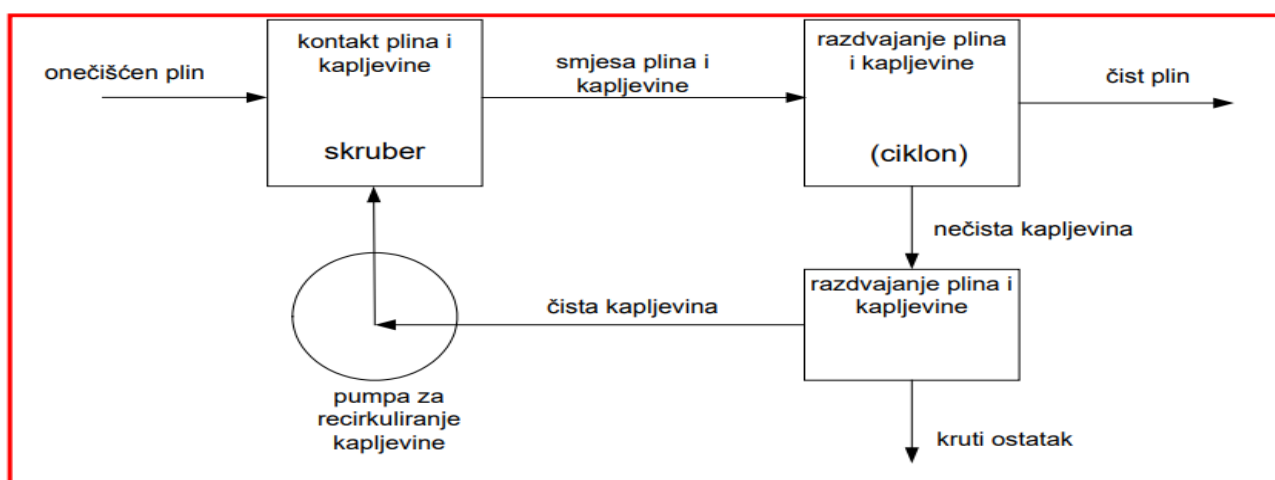 onečišćen plin
kontakt plina i
kapljevine
skruber
smjesa plina i
kapljevine
razdvajanje plina
i kapljevine
(ciklon)
čist plin
nečista kapljevina
razdvajanje plina i
kapljevine
čista kapljevina
pumpa za
recirkuliranje
kapljevine
kruti ostatak